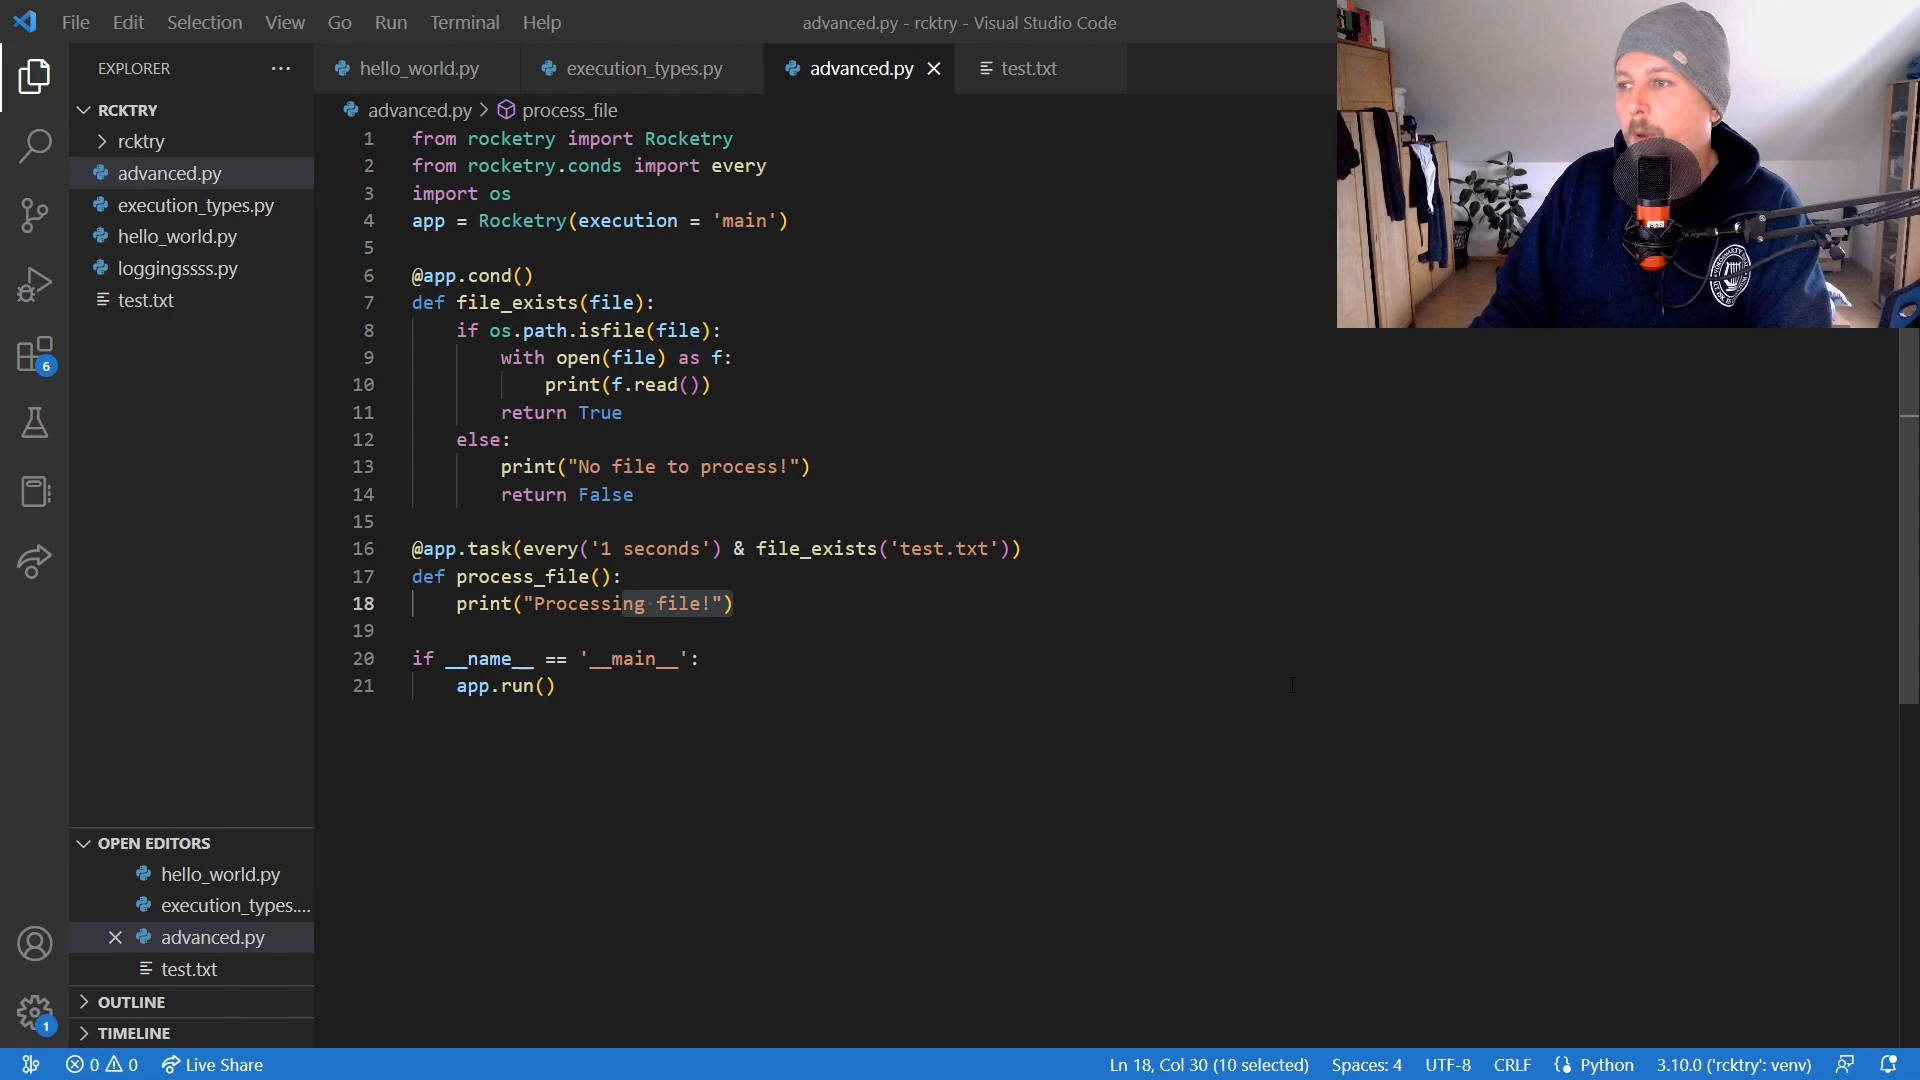 File Edit Selection View Go Run Terminal Help
advanced.py - rcktry - Visual Studio Code
EXPLORER
RCKTRY
rcktry
advanced.py
execution_types.py
hello_world.py
loggingssss.py
test.txt
OPEN EDITORS
hello_world.py
execution_types....
advanced.py
test.txt
OUTLINE
TIMELINE
6
1
hello_world.py execution_types.py advanced.py test.txt
advanced.py > process_file
1 from rocketry import Rocketry
2 from rocketry.conds import every
3 import os
4 app = Rocketry(execution = 'main')
5
6 @app.cond()
7 def file_exists(file):
8 if os.path.isfile(file):
9 with open(file) as f:
10 print(f.read())
11 return True
12 else:
13 print("No file to process!")
14 return False
15
16 @app.task(every('1 seconds') & file_exists('test.txt'))
17 def process_file():
18 print("Processing file!")
19
20 if __name__ == '__main__':
21 app.run()
0 0 Live Share
Ln 18, Col 30 (10 selected) Spaces: 4 UTF-8 CRLF Python 3.10.0 ('rcktry': venv)